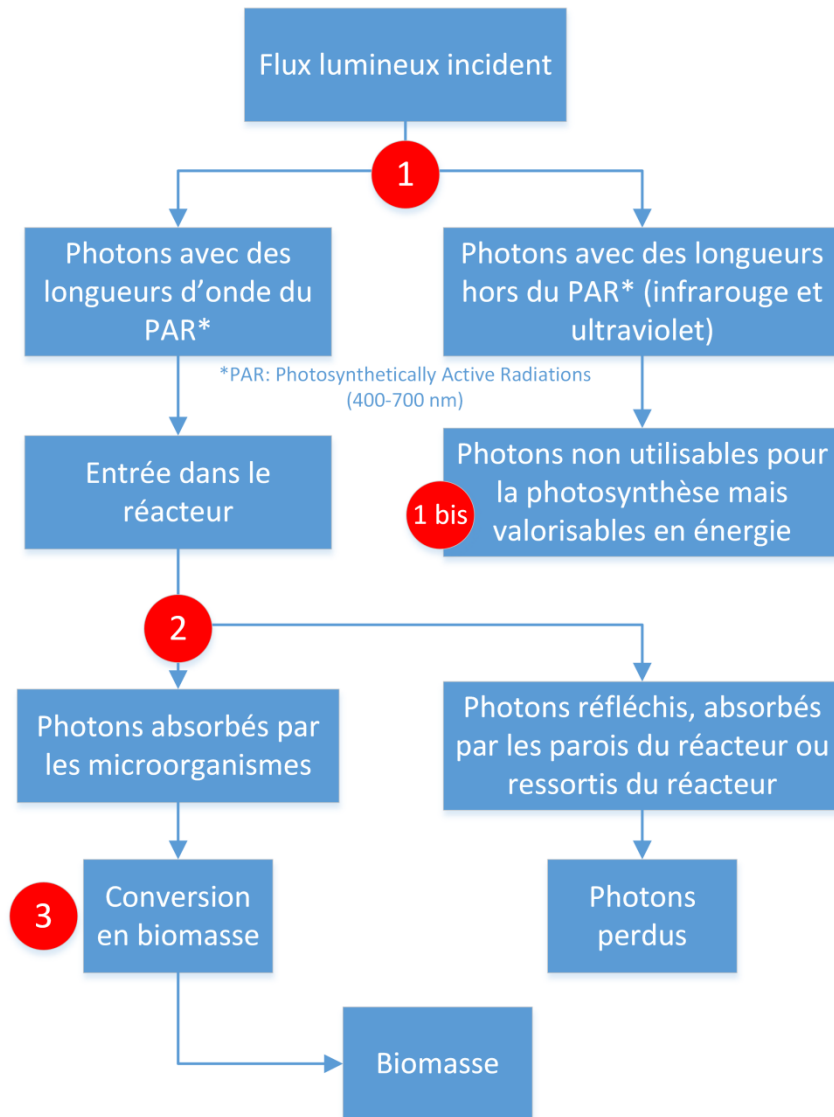 Flux lumineux incident
1
Photons avec des
longueurs d’onde du
PAR*
Photons avec des longueurs
hors du PAR* (infrarouge et
ultraviolet)
*PAR: Photosynthetically Active Radiations
(400-700 nm)
Entrée dans le
réacteur
1 bis
Photons non utilisables pour
la photosynthèse mais
valorisables en énergie
2
Photons absorbés par
les microorganismes
Photons réfléchis, absorbés
par les parois du réacteur ou
ressortis du réacteur
3
Conversion
en biomasse
Photons
perdus
Biomasse